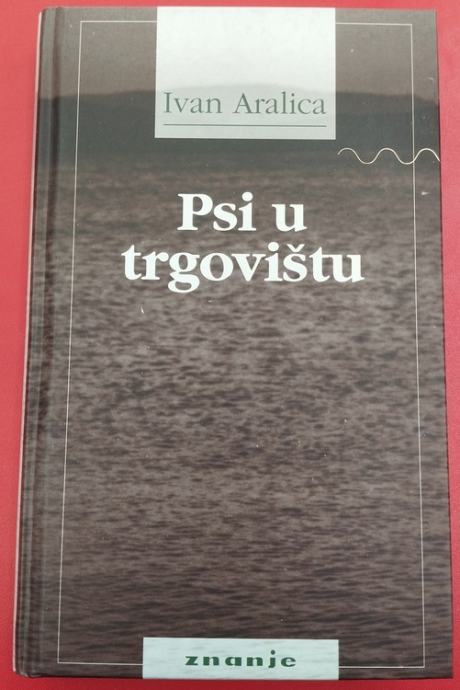 Ivan Aralica
Psi u
trgovištu
znanje